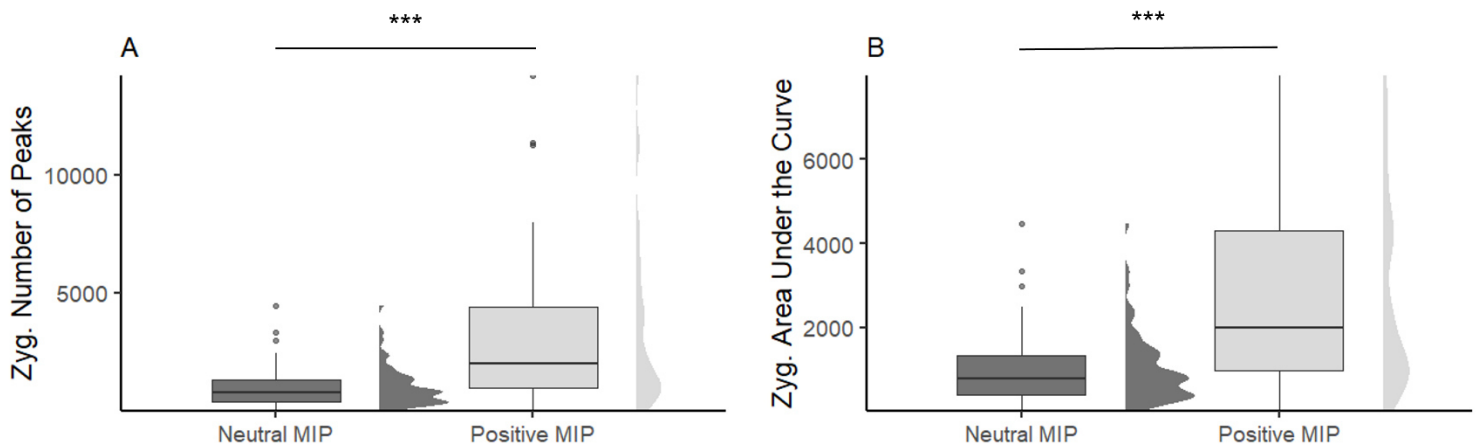 ***
A
Zyg. Number of Peaks
10000
5000
Neutral MIP
Positive MIP
***
B
Zyg. Area Under the Curve
6000
4000
2000
Neutral MIP
Positive MIP